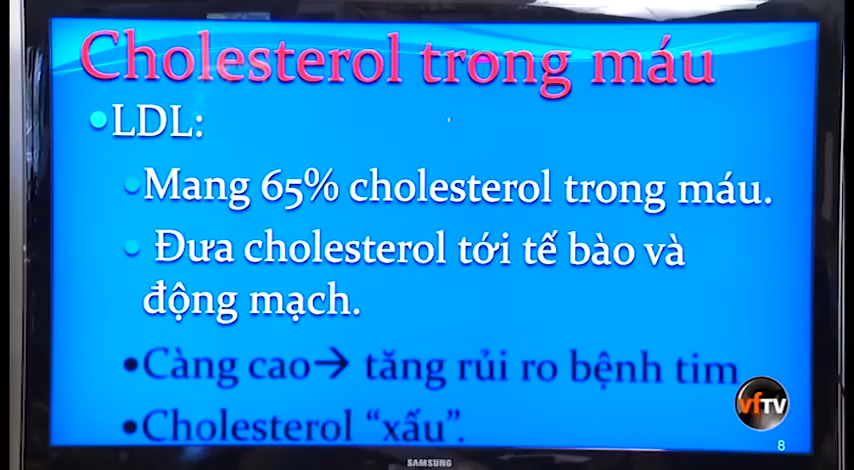 Cholesterol trong máu
•LDL:
•Mang 65% cholesterol trong máu.
• Đưa cholesterol tới tế bào và
động mạch.
•Càng cao→ tăng rủi ro bệnh tim
•Cholesterol “xấu”.
vfTV
8
SAMSUNG